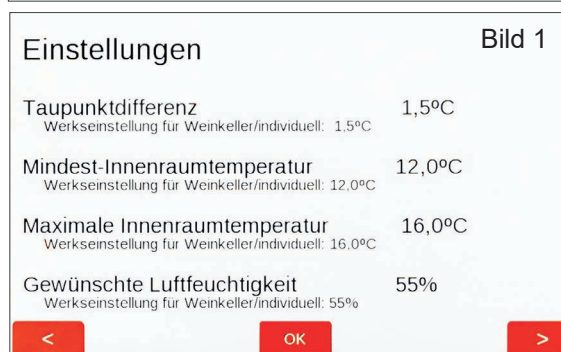 Bild 1
Einstellungen
Taupunktdifferenz 1,5ºC
Werkseinstellung für Weinkeller/individuell: 1,5ºC
Mindest-Innenraumtemperatur 12,0ºC
Werkseinstellung für Weinkeller/individuell: 12,0ºC
Maximale Innenraumtemperatur 16,0ºC
Werkseinstellung für Weinkeller/individuell: 16,0ºC
Gewünschte Luftfeuchtigkeit 55%
Werkseinstellung für Weinkeller/individuell: 55%
< OK >